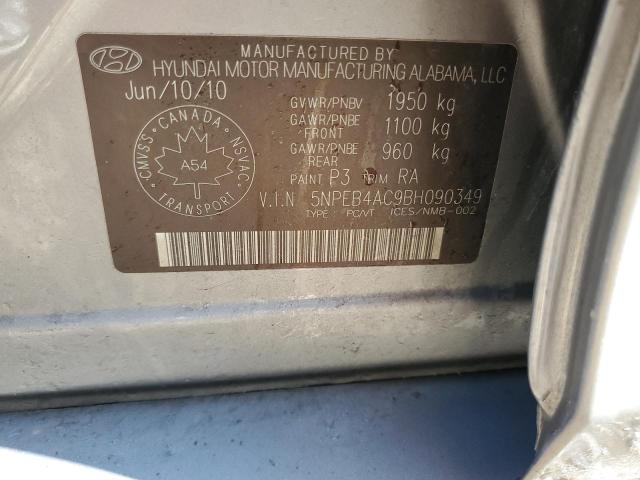 MANUFACTURED BY
HYUNDAI MOTOR MANUFACTURING ALABAMA, LLC
Jun/10/10
GVWR/PNBV 1950 kg
GAWR/PNBE FRONT 1100 kg
GAWR/PNBE REAR 960 kg
CANADA
CMVSS
NSVAC
A54
TRANSPORT
PAINT P3 TRIM RA
V.I.N 5NPEB4AC9BH090349
TYPE : PC/VT ICES/NMB-002